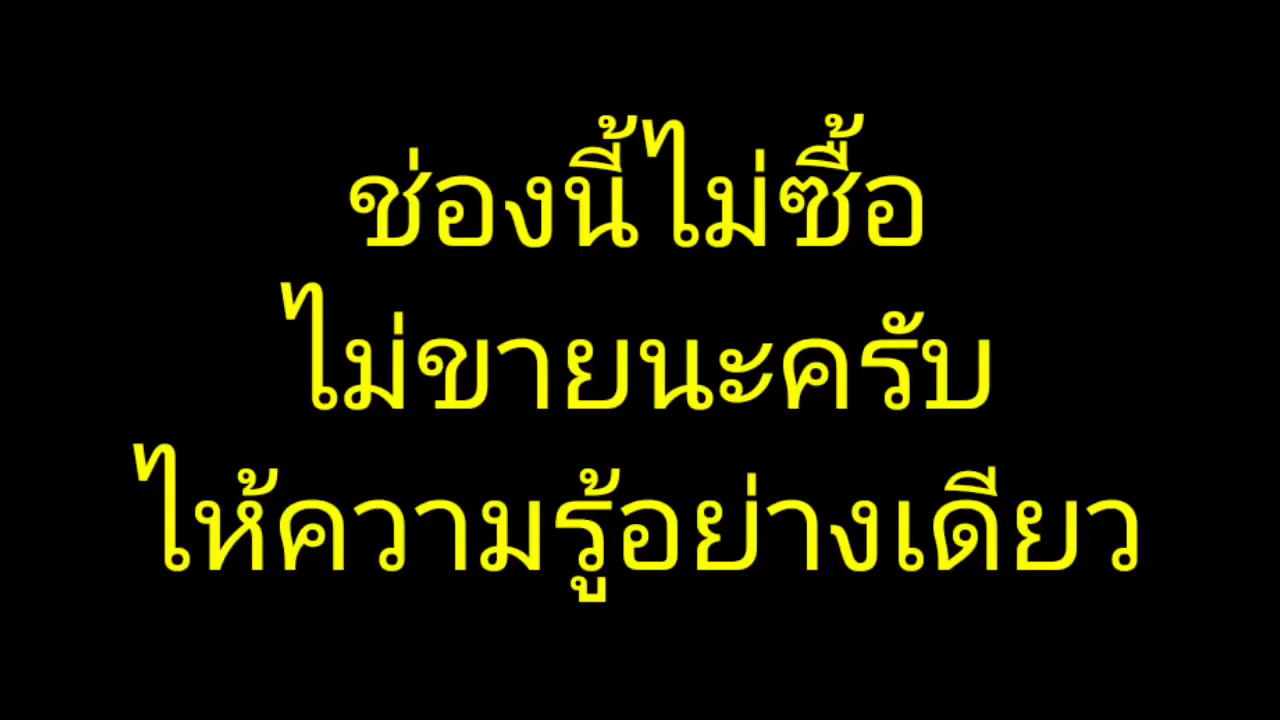 ช่องนี้ไม่ซื้อ
ไม่ขายนะครับ
ไห้ความรู้อย่างเดียว